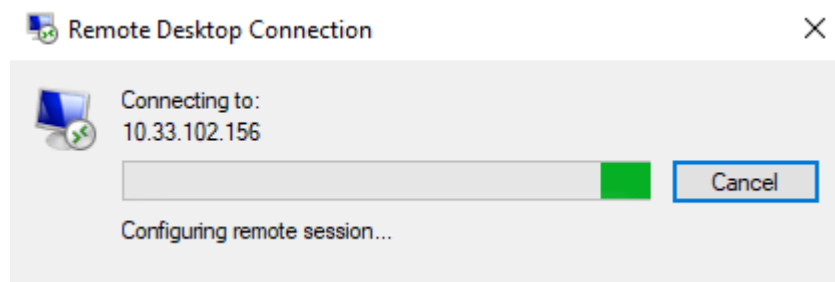 Remote Desktop Connection
Connecting to:
10.33.102.156
Cancel
Configuring remote session...